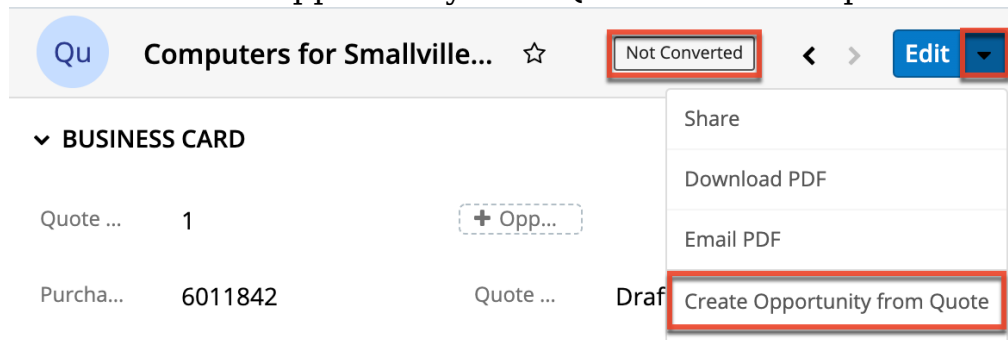 Qu
Computers for Smallville...
Not Converted
Edit
Share
BUSINESS CARD
Download PDF
Quote ...
1
+ Opp...
Email PDF
Purcha...
6011842
Quote ...
Draf
Create Opportunity from Quote